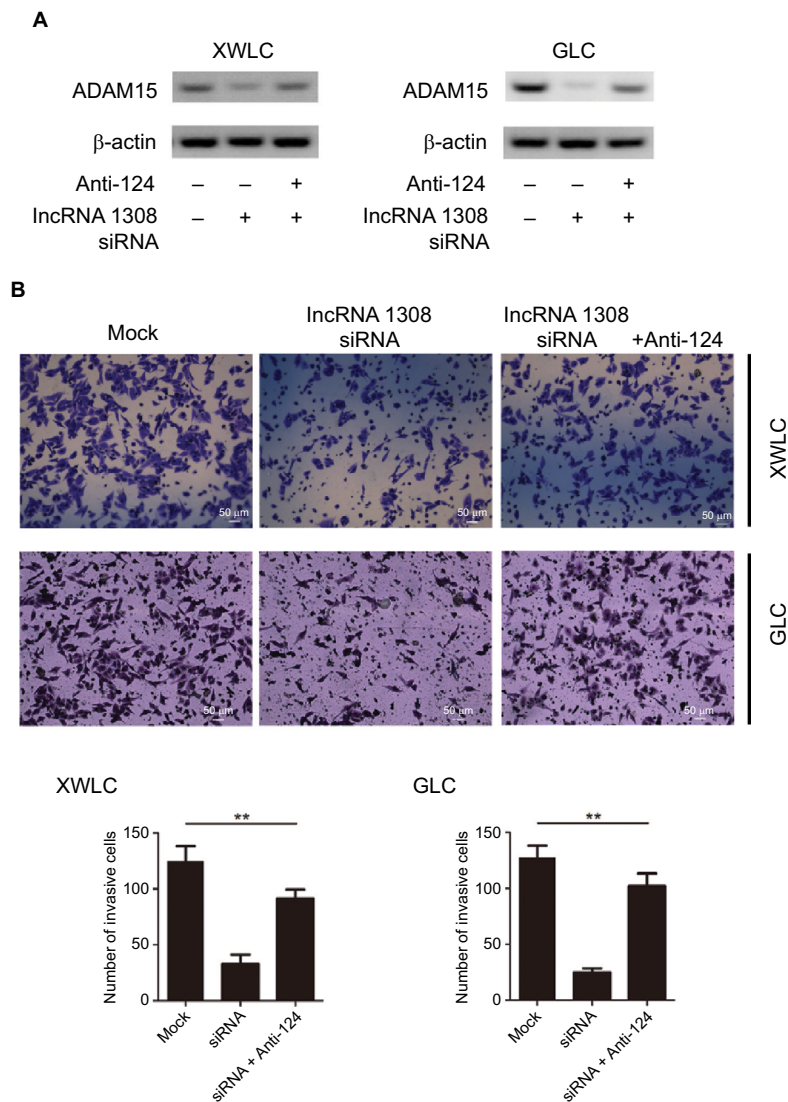 A
XWLC
GLC
ADAM15
ADAM15
β-actin
β-actin
Anti-124
– – +
Anti-124
– – +
lncRNA 1308
– + +
siRNA
lncRNA 1308
– + +
siRNA
B
Mock
lncRNA 1308
siRNA
lncRNA 1308
siRNA +Anti-124
50 μm
50 μm
50 μm
XWLC
50 μm
50 μm
50 μm
GLC
XWLC
**
Number of invasive cells
150
100
50
0
Mock
siRNA
siRNA + Anti-124
GLC
**
Number of invasive cells
150
100
50
0
Mock
siRNA
siRNA + Anti-124